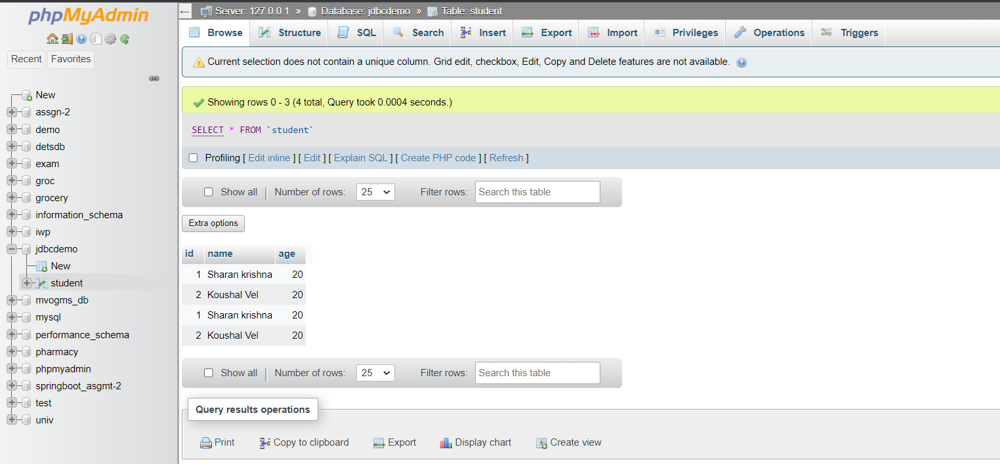 phpMyAdmin
Recent Favorites
New
assgn-2
demo
detsdb
exam
groc
grocery
information_schema
iwp
jdbcdemo
New
student
mvogms_db
mysql
performance_schema
pharmacy
phpmyadmin
springboot_asgmt-2
test
univ
← Server: 127.0.0.1 » Database: jdbcdemo » Table: student
Browse Structure SQL Search Insert Export Import Privileges Operations Triggers
Current selection does not contain a unique column. Grid edit, checkbox, Edit, Copy and Delete features are not available.
Showing rows 0 - 3 (4 total, Query took 0.0004 seconds.)
SELECT * FROM `student`
Profiling [ Edit inline ] [ Edit ] [ Explain SQL ] [ Create PHP code ] [ Refresh ]
Show all | Number of rows: 25 Filter rows: Search this table
Extra options
id name age
1 Sharan krishna 20
2 Koushal Vel 20
1 Sharan krishna 20
2 Koushal Vel 20
Show all | Number of rows: 25 Filter rows: Search this table
Query results operations
Print Copy to clipboard Export Display chart Create view